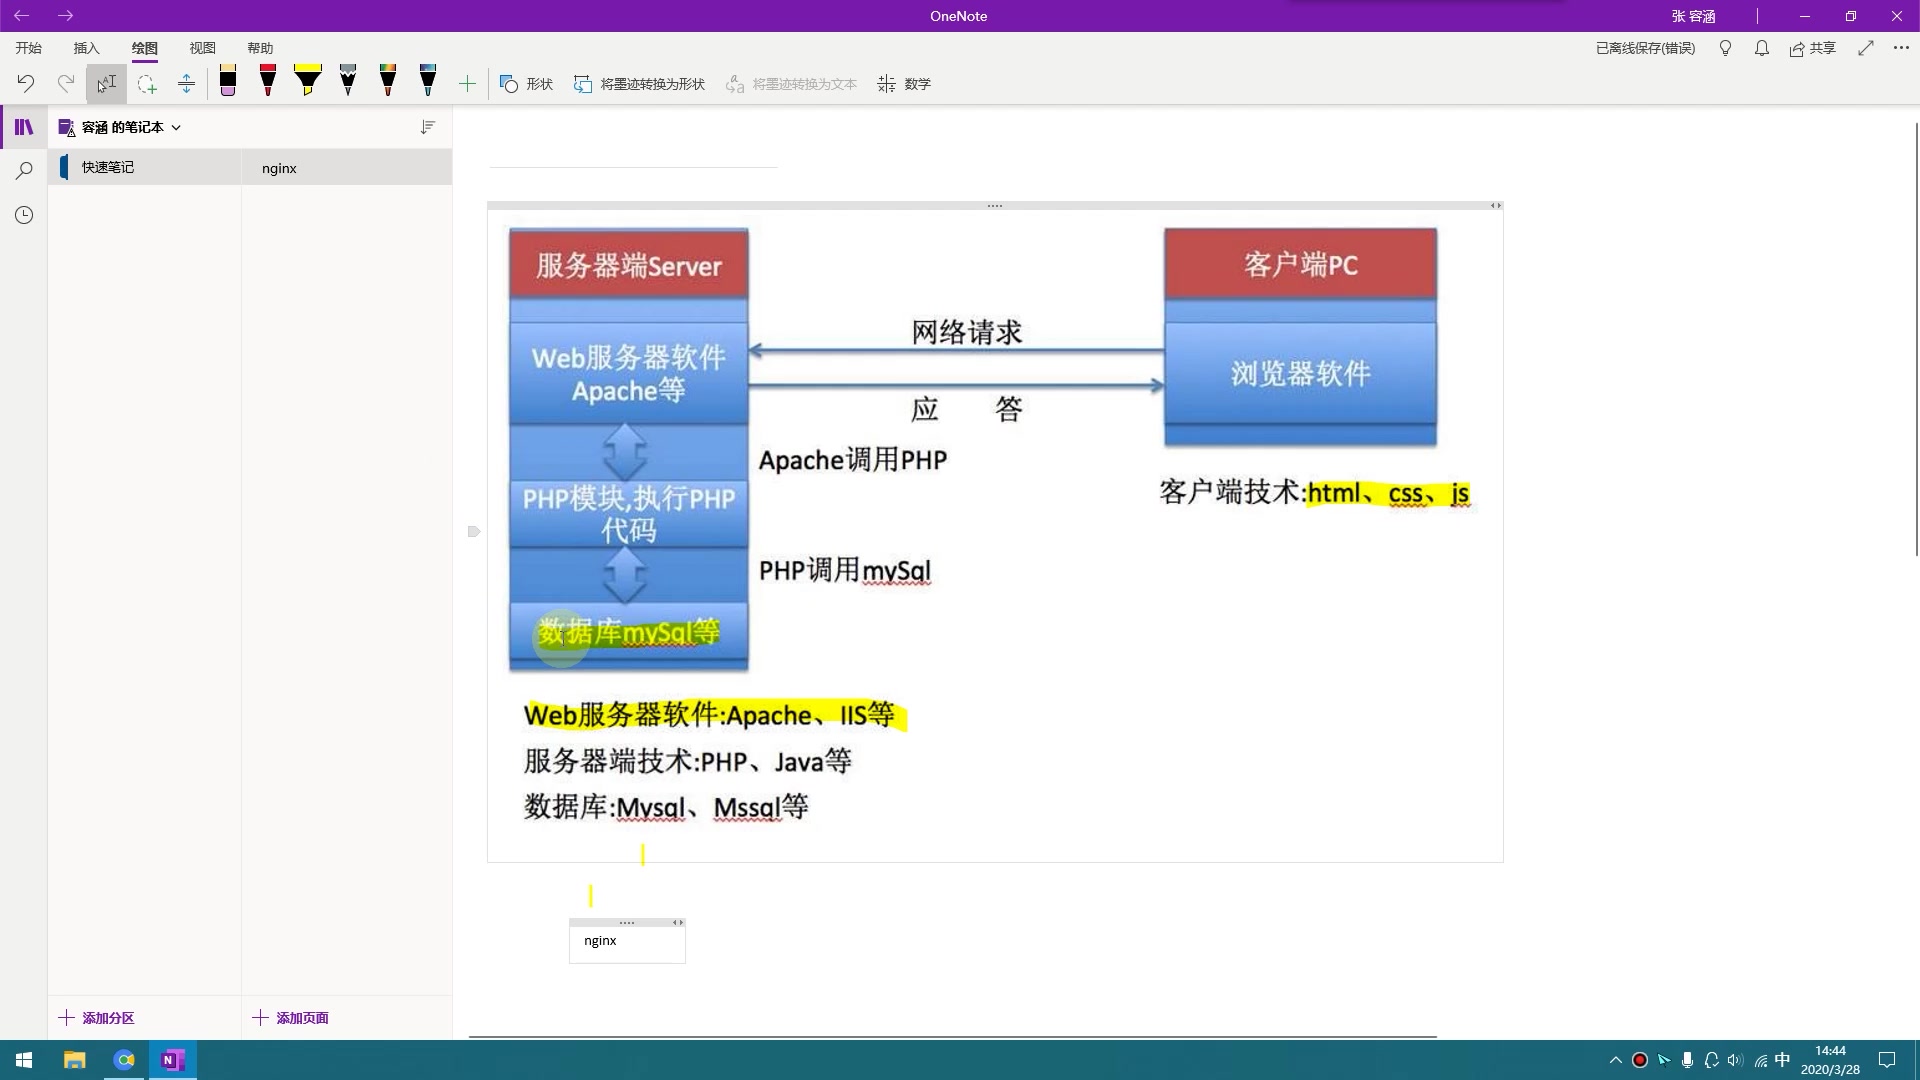 OneNote
张 容涵
开始
插入
绘图
视图
帮助
已离线保存(错误)
共享
形状
将墨迹转换为形状
将墨迹转换为文本
数学
容涵 的笔记本
快速笔记
nginx
服务器端Server
客户端PC
网络请求
Web服务器软件
Apache等
浏览器软件
应 答
Apache调用PHP
PHP模块,执行PHP
代码
客户端技术:html、css、js
PHP调用mySql
数据库mySql等
Web服务器软件:Apache、IIS等
服务器端技术:PHP、Java等
数据库:Mysql、Mssql等
nginx
添加分区
添加页面
中
14:44
2020/3/28